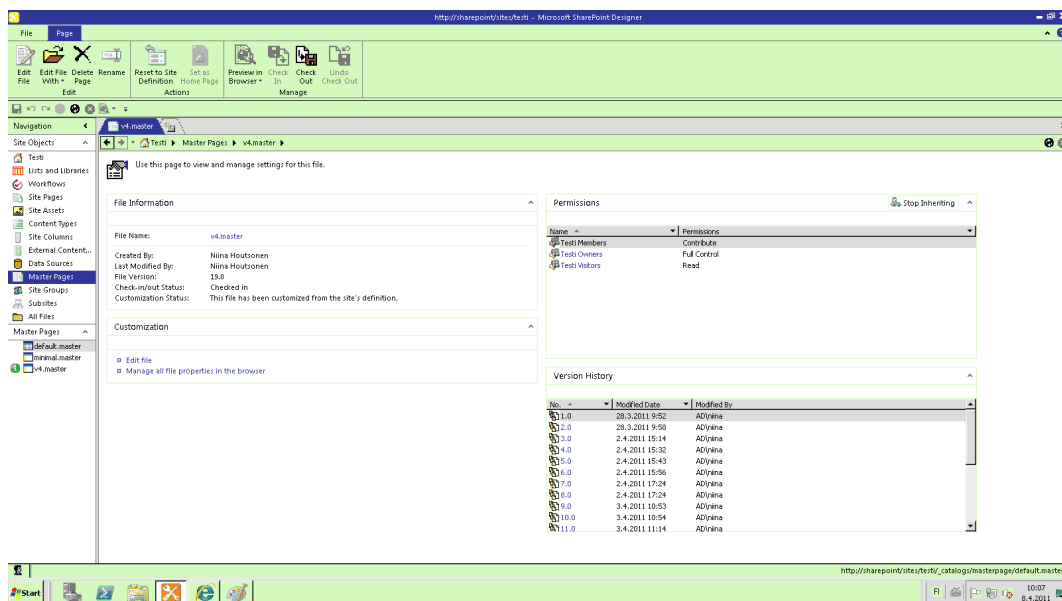 http://sharepoint/sites/testi - Microsoft SharePoint Designer
File Page
Edit File
Edit File With
Delete Page
Rename
Reset to Site Definition
Set as Home Page
Preview in Browser
Check In
Check Out
Undo Check Out
Edit Actions Manage
Navigation
v4.master
Site Objects
Testi Master Pages v4.master
Testi
Lists and Libraries
Workflows
Site Pages
Site Assets
Content Types
Site Columns
External Content...
Data Sources
Master Pages
Site Groups
Subsites
All Files
Master Pages
default.master
minimal.master
v4.master
Use this page to view and manage settings for this file.
File Information
File Name: v4.master
Created By: Niina Houtsonen
Last Modified By: Niina Houtsonen
File Version: 19.0
Check-in/out Status: Checked in
Customization Status: This file has been customized from the site's definition.
Customization
Edit file
Manage all file properties in the browser
Permissions Stop Inheriting
Name Permissions
Testi Members Contribute
Testi Owners Full Control
Testi Visitors Read
Version History
No. Modified Date Modified By
1.0 28.3.2011 9:52 AD\niina
2.0 28.3.2011 9:58 AD\niina
3.0 2.4.2011 15:14 AD\niina
4.0 2.4.2011 15:32 AD\niina
5.0 2.4.2011 15:43 AD\niina
6.0 2.4.2011 15:56 AD\niina
7.0 2.4.2011 17:24 AD\niina
8.0 2.4.2011 17:24 AD\niina
9.0 3.4.2011 10:53 AD\niina
10.0 3.4.2011 10:54 AD\niina
11.0 3.4.2011 11:14 AD\niina
http://sharepoint/sites/testi/_catalogs/masterpage/default.master
Start FI 10:07
8.4.2011